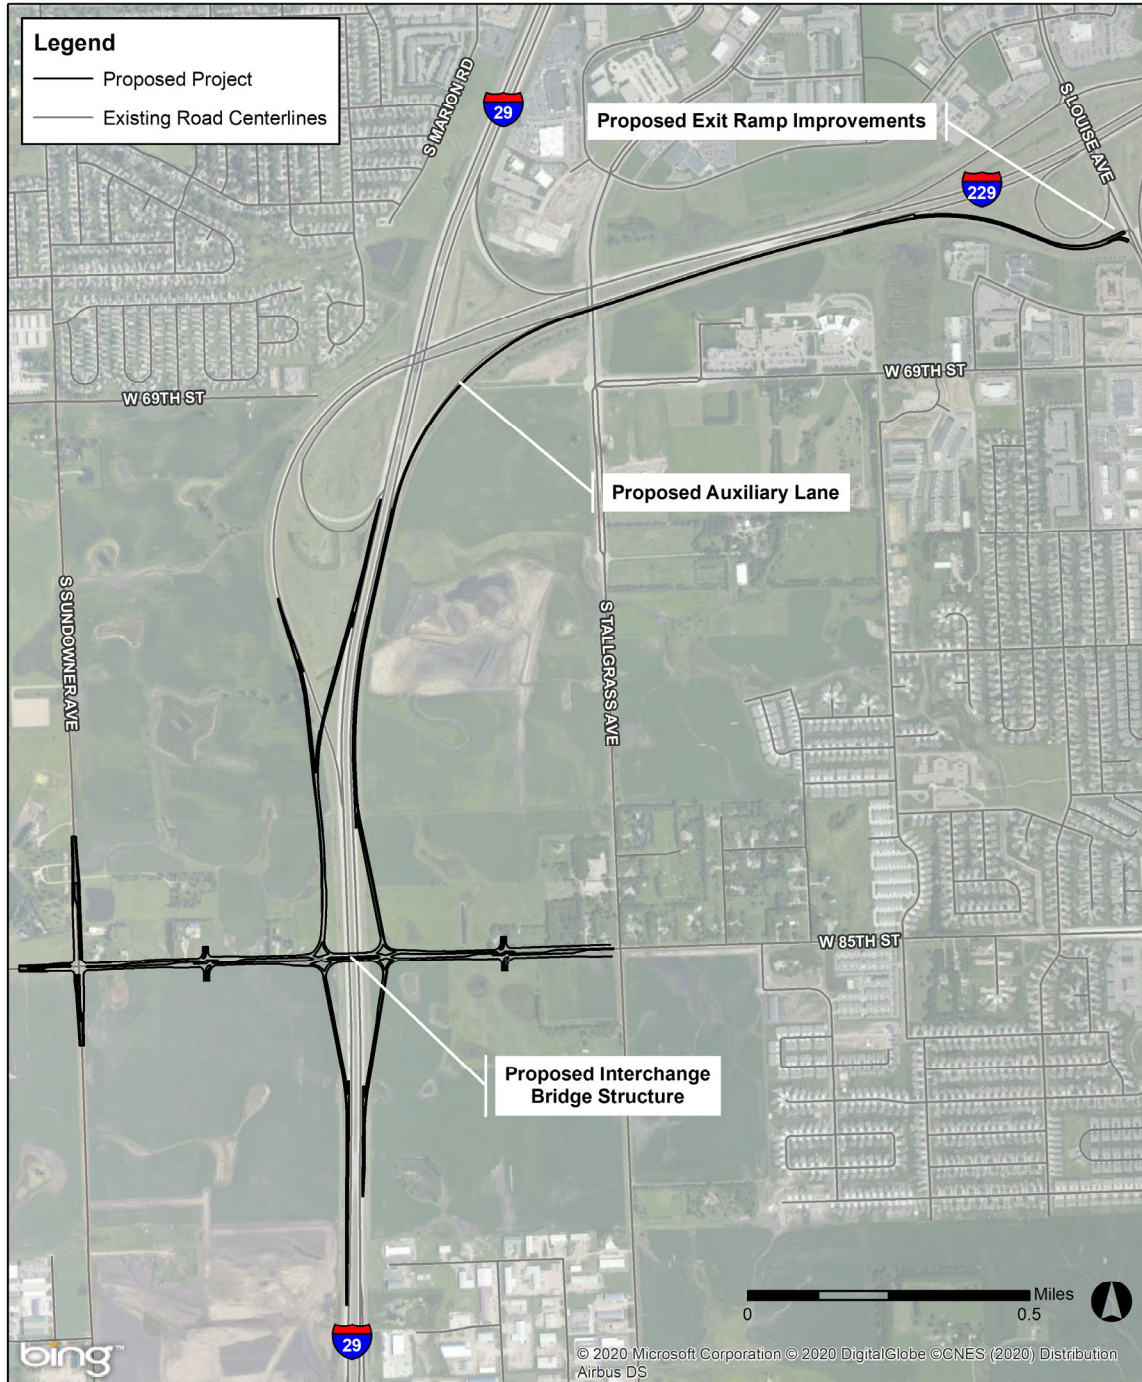 Legend
Proposed Project
Existing Road Centerlines
S MARION RD
29
Proposed Exit Ramp Improvements
S LOUISE AVE
229
W 69TH ST
W 69TH ST
Proposed Auxiliary Lane
S SUNDOWNER AVE
S TALLGRASS AVE
W 85TH ST
Proposed Interchange
Bridge Structure
Miles
0
0.5
29
bing™
© 2020 Microsoft Corporation © 2020 DigitalGlobe ©CNES (2020) Distribution
Airbus DS